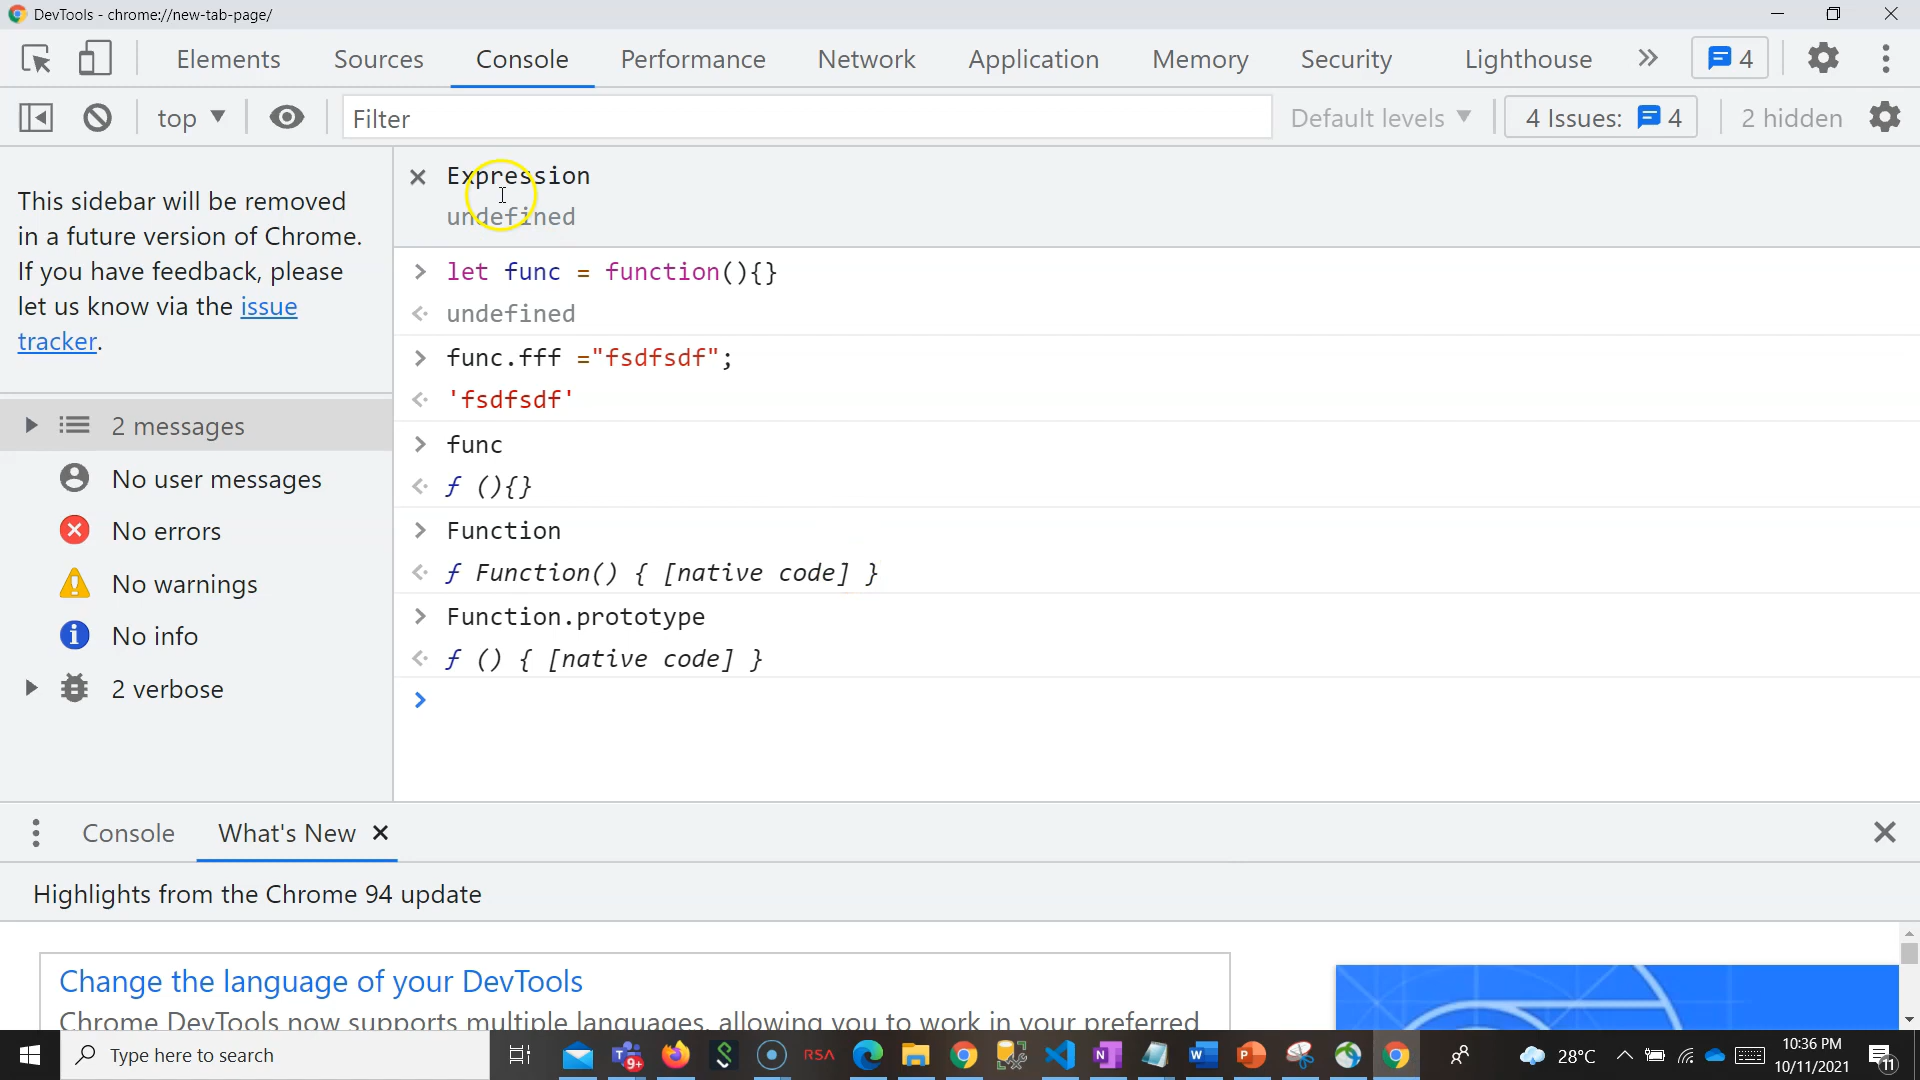 DevTools - chrome://new-tab-page/
Elements Sources Console Performance Network Application Memory Security Lighthouse » 4
top Filter Default levels 4 Issues: 4 2 hidden
This sidebar will be removed
in a future version of Chrome.
If you have feedback, please
let us know via the issue
tracker.
2 messages
No user messages
No errors
No warnings
No info
2 verbose
Expression
undefined
let func = function(){}
undefined
func.fff ="fsdfsdf";
'fsdfsdf'
func
ƒ (){}
Function
ƒ Function() { [native code] }
Function.prototype
ƒ () { [native code] }
Console What's New
Highlights from the Chrome 94 update
Change the language of your DevTools
Chrome DevTools now supports multiple languages, allowing you to work in your preferred
Type here to search
9+
RSA
28°C
10:36 PM
10/11/2021
11